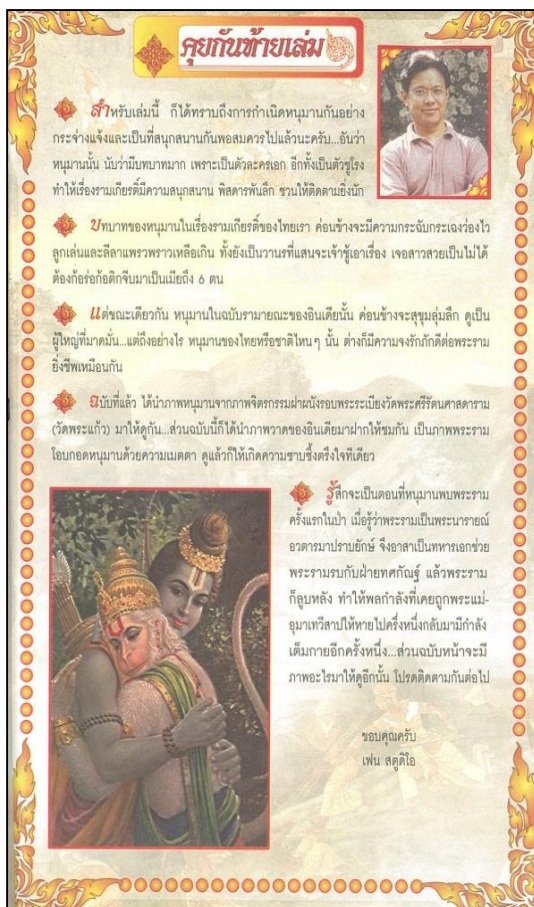 คุยกันท้ายเล่ม
สำหรับเล่มนี้ ก็ได้ทราบถึงการกำเนิดหนุมานกันอย่าง
กระจ่างแจ้งและเป็นที่สนุกสนานกันพอสมควรไปแล้วนะครับ...อันว่า
หนุมานนั้น นับว่ามีบทบาทมาก เพราะเป็นตัวละครเอก อีกทั้งเป็นตัวชูโรง
ทำให้เรื่องรามเกียรติ์มีความสนุกสนาน พิสดารพันลึก ชวนให้ติดตามยิ่งนัก
บทบาทของหนุมานในเรื่องรามเกียรติ์ของไทยเรา ค่อนข้างจะมีความกระฉับกระเฉงว่องไว
ลูกเล่นและลีลาแพรวพราวเหลือเกิน ทั้งยังเป็นวานรที่แสนจะเจ้าชู้เอาเรื่อง เจอสาวสวยเป็นไม่ได้
ต้องก้อร่อก้อติกจีบมาเป็นเมียถึง 6 ตน
แต่ขณะเดียวกัน หนุมานในฉบับรามายณะของอินเดียนั้น ค่อนข้างจะสุขุมลุ่มลึก ดูเป็น
ผู้ใหญ่ที่มาดมั่น...แต่ถึงอย่างไร หนุมานของไทยหรือชาติไหนๆ นั้น ต่างก็มีความจงรักภักดีต่อพระราม
ยิ่งชีพเหมือนกัน
ฉบับที่แล้ว ได้นำภาพหนุมานจากภาพจิตรกรรมฝาผนังรอบพระระเบียงวัดพระศรีรัตนศาสดาราม
(วัดพระแก้ว) มาให้ดูกัน...ส่วนฉบับนี้ก็ได้นำภาพวาดของอินเดียมาฝากให้ชมกัน เป็นภาพพระราม
โอบกอดหนุมานด้วยความเมตตา ดูแล้วก็ให้เกิดความซาบซึ้งตรึงใจทีเดียว
รู้สึกจะเป็นตอนที่หนุมานพบพระราม
ครั้งแรกในป่า เมื่อรู้ว่าพระรามเป็นพระนารายณ์
อวตารมาปราบยักษ์ จึงอาสาเป็นทหารเอกช่วย
พระรามรบกับฝ่ายทศกัณฐ์ แล้วพระราม
ก็ลูบหลัง ทำให้พลกำลังที่เคยถูกพระแม่-
อุมาเทวีสาปให้หายไปครึ่งหนึ่งกลับมามีกำลัง
เต็มกายอีกครั้งหนึ่ง...ส่วนฉบับหน้าจะมี
ภาพอะไรมาให้ดูอีกนั้น โปรดติดตามกันต่อไป
ขอบคุณครับ
เฟน สตูดิโอ